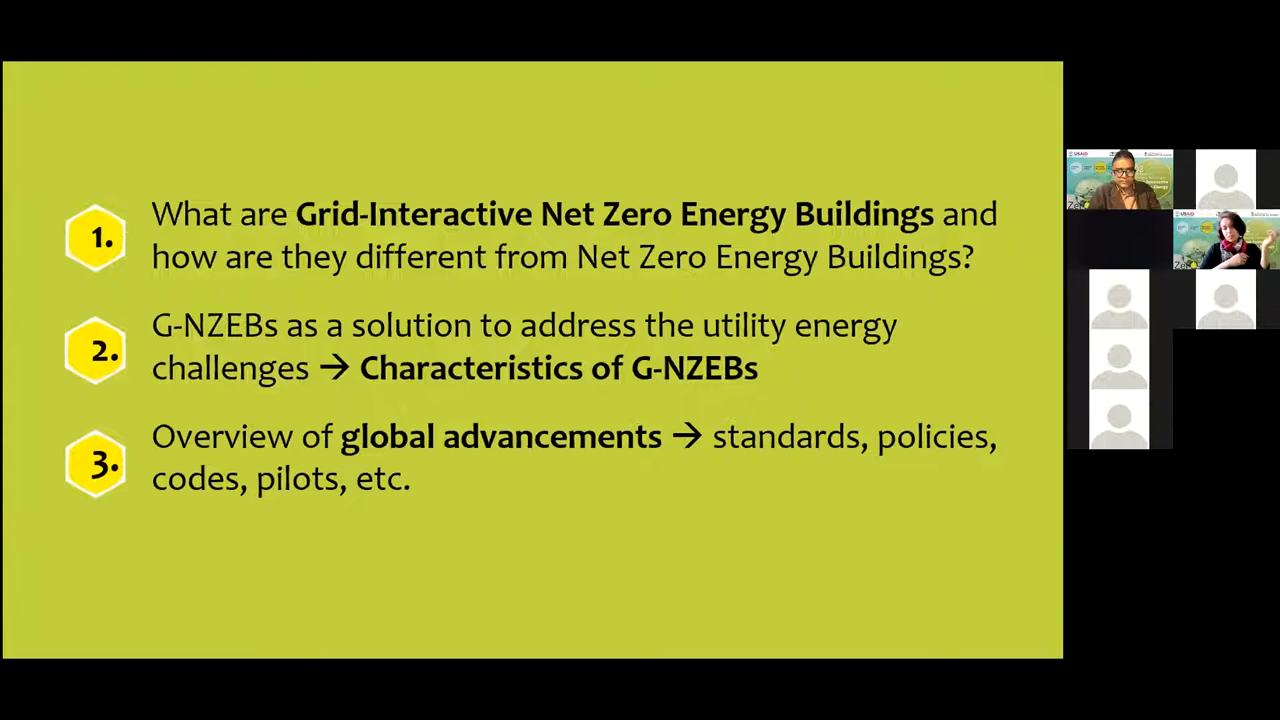 1.
What are Grid-Interactive Net Zero Energy Buildings and
how are they different from Net Zero Energy Buildings?
2.
G-NZEBs as a solution to address the utility energy
challenges → Characteristics of G-NZEBs
3.
Overview of global advancements → standards, policies,
codes, pilots, etc.
USAID
USAID